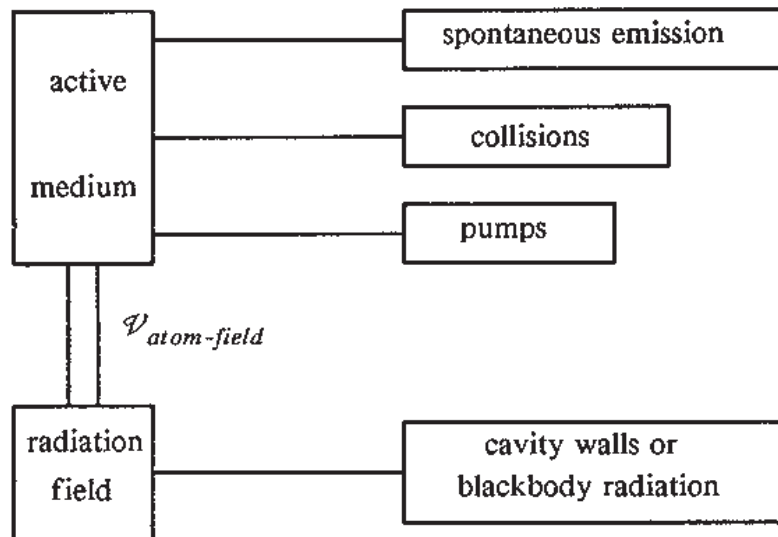 active
medium
spontaneous emission
collisions
pumps
𝒱atom-field
radiation
field
cavity walls or
blackbody radiation